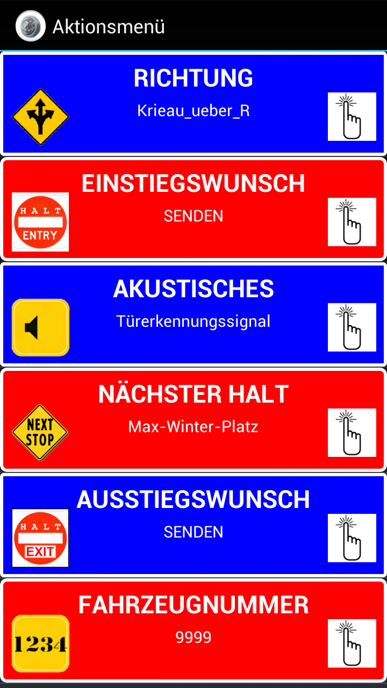 Aktionsmenü
RICHTUNG
Krieau_ueber_R
EINSTIEGSWUNSCH
HALT
ENTRY
SENDEN
AKUSTISCHES
Türerkennungssignal
NÄCHSTER HALT
NEXT
STOP
Max-Winter-Platz
AUSSTIEGSWUNSCH
HALT
EXIT
SENDEN
FAHRZEUGNUMMER
1234
9999